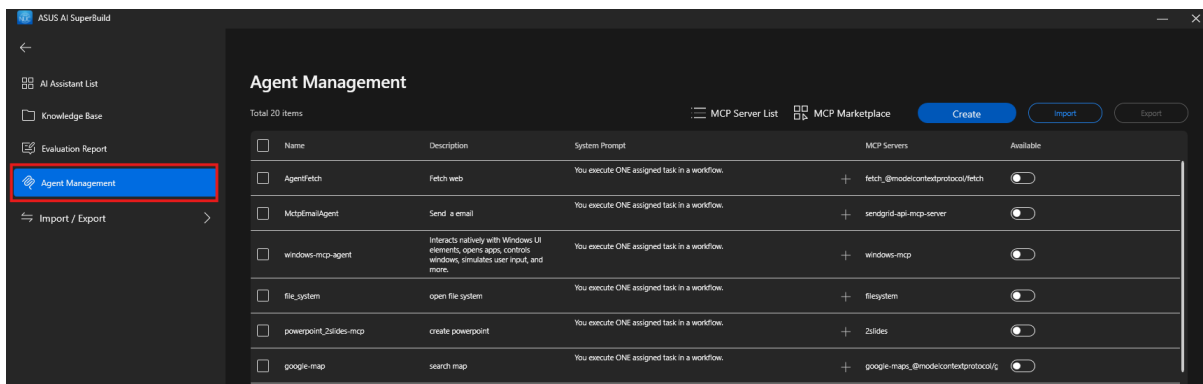 ASUS AI SuperBuild
AI Assistant List
Knowledge Base
Evaluation Report
Agent Management
Import / Export
Agent Management
Total 20 items
MCP Server List
MCP Marketplace
Create
Import
Export
Name Description System Prompt MCP Servers Available
AgentFetch Fetch web You execute ONE assigned task in a workflow. fetch_@modelcontextprotocol/fetch
MctpEmailAgent Send a email You execute ONE assigned task in a workflow. sendgrid-api-mcp-server
windows-mcp-agent
Interacts natively with Windows UI
elements, opens apps, controls
windows, simulates user input, and
more.
You execute ONE assigned task in a workflow.
windows-mcp
file_system open file system You execute ONE assigned task in a workflow. filesystem
powerpoint_2slides-mcp create powerpoint You execute ONE assigned task in a workflow. 2slides
google-map search map You execute ONE assigned task in a workflow. google-maps_@modelcontextprotocol/g